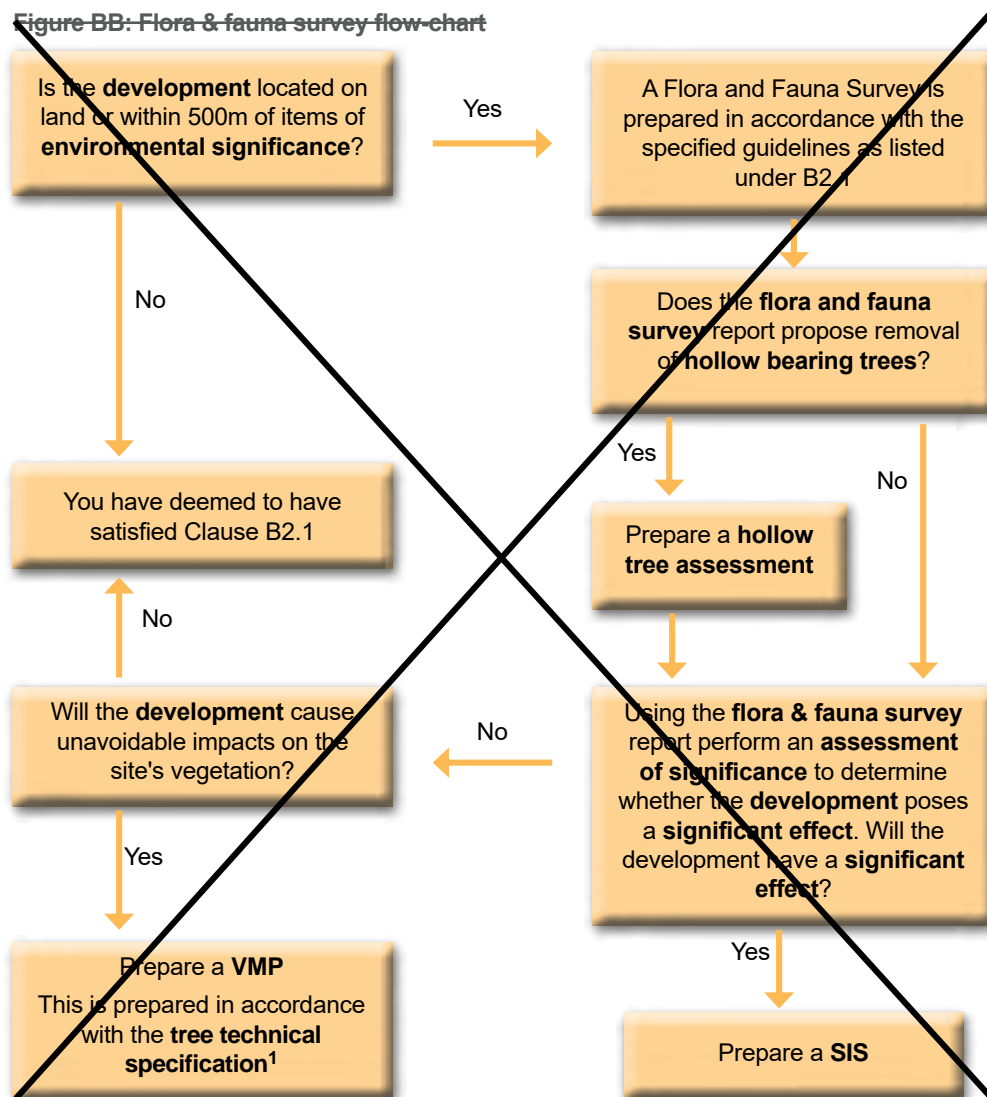 Figure BB: Flora & fauna survey flow-chart
Is the development located on
land or within 500m of items of
environmental significance?
Yes
A Flora and Fauna Survey is
prepared in accordance with the
specified guidelines as listed
under B2.1
No
Does the flora and fauna
survey report propose removal
of hollow bearing trees?
Yes
No
You have deemed to have
satisfied Clause B2.1
Prepare a hollow
tree assessment
No
Will the development cause
unavoidable impacts on the
site's vegetation?
No
Using the flora & fauna survey
report perform an assessment
of significance to determine
whether the development poses
a significant effect. Will the
development have a significant
effect?
Yes
Yes
Prepare a VMP
This is prepared in accordance
with the tree technical
specification1
Prepare a SIS